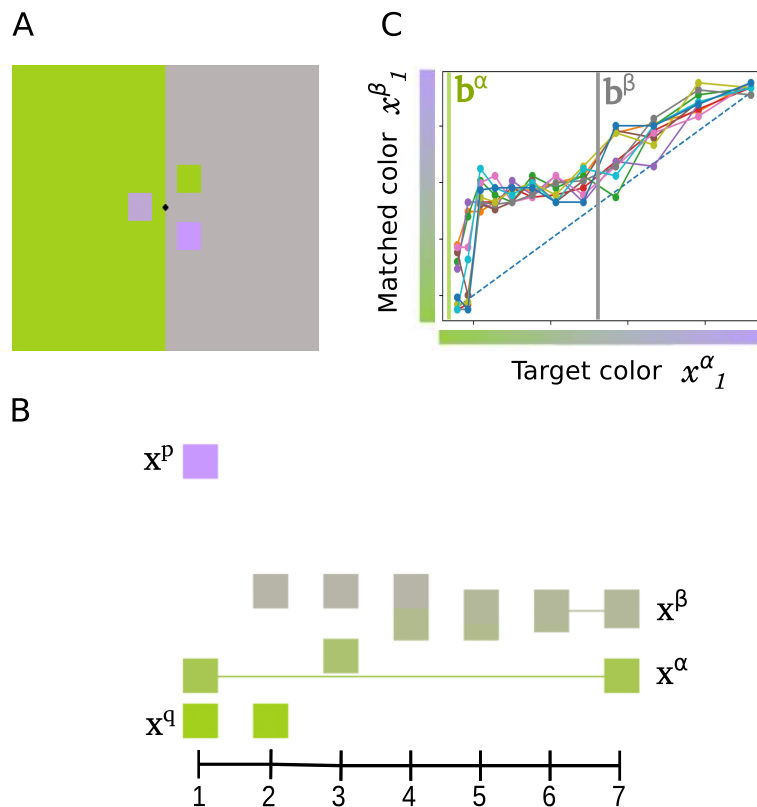 A
C
Matched color x^β_1
b^α
b^β
Target color x^α_1
B
x^p
x^β
x^α
x^q
1 2 3 4 5 6 7